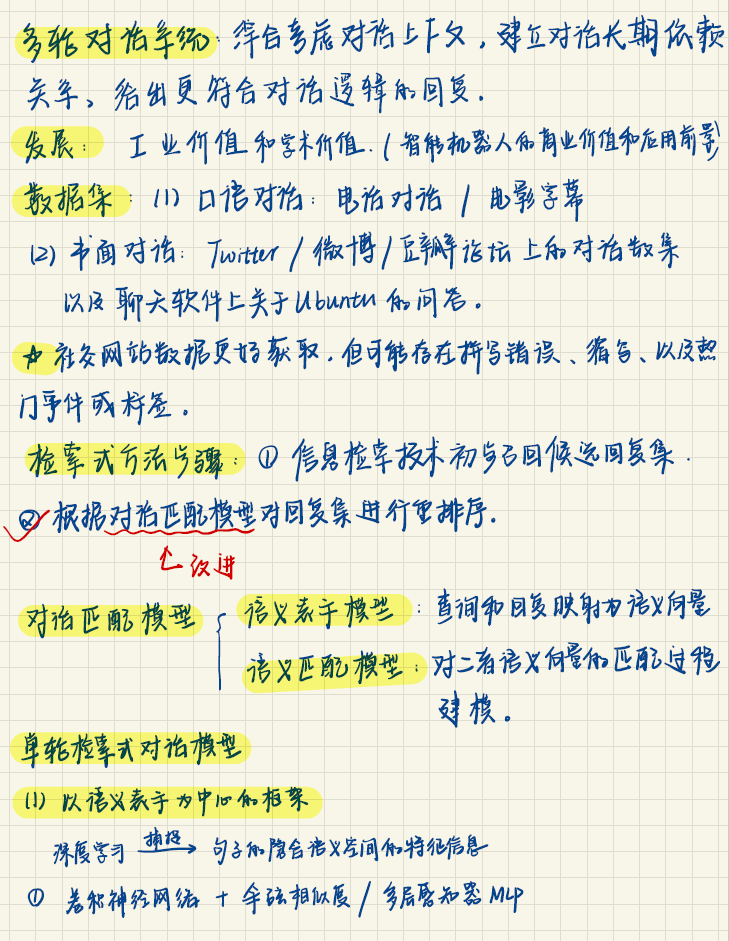 多轮对话系统：综合考虑对话上下文，建立对话长期依赖
关系，给出更符合对话逻辑的回复.
发展： 工业价值和学术价值.（智能机器人的商业价值和应用前景）
数据集：(1) 口语对话：电话对话 / 电影字幕
(2) 书面对话：Twitter / 微博 / 豆瓣论坛上的对话数集
以及聊天软件上关于Ubuntu的问答。
☆ 社交网站数据更好获取，但可能存在拼写错误、缩写、以及热
门事件或标签。
检索式方法步骤：① 信息检索技术初步召回候选回复集.
② 根据对话匹配模型对回复集进行重排序.
改进
对话匹配模型 { 语义表示模型：查询和回复映射为语义向量
语义匹配模型：对二者语义向量的匹配过程
建模。
单轮检索式对话模型
(1) 以语义表示为中心的框架
深度学习 捕捉→ 句子的隐含语义空间的特征信息
① 卷积神经网络 + 余弦相似度 / 多层感知器 MLP